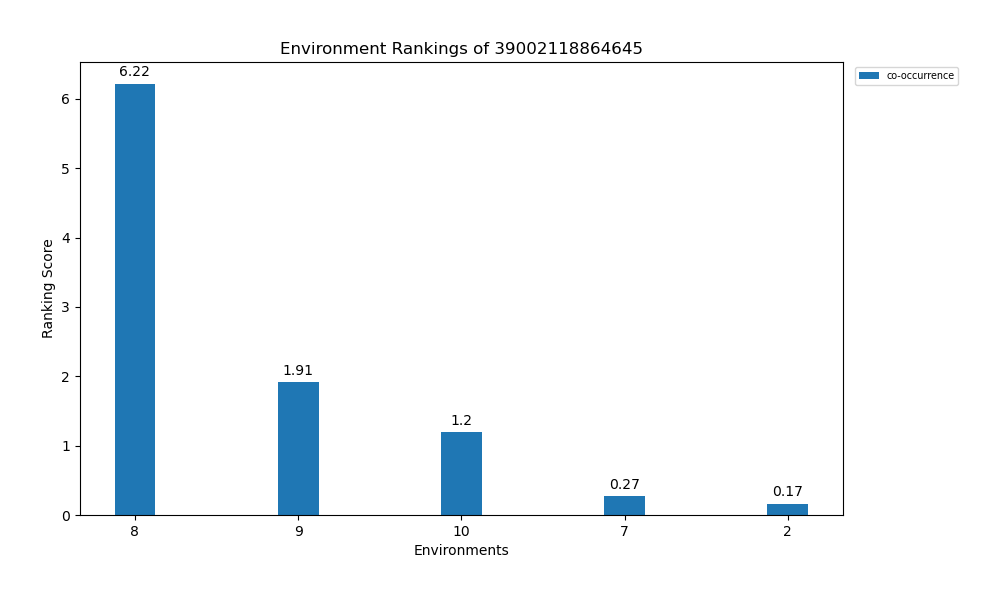 Environment Rankings of 39002118864645
6.22
co-occurrence
6
5
4
3
2
1
0
Ranking Score
1.91
1.2
0.27
0.17
8 9 10 7 2
Environments